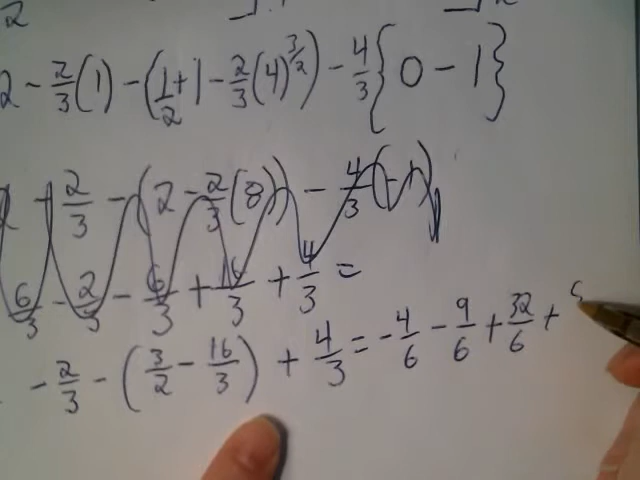 2
2 - 2/3 (1) - (1/2 + 1 - 2/3 (4)^{3/2}) - 4/3 {0 - 1}
+ 2/3 - (2 - 2/3 (8)) - 4/3 (-1)
6/3 - 2/3 - 6/3 + 16/3 + 4/3 =
- 2/3 - (3/2 - 16/3) + 4/3 = - 4/6 - 9/6 + 32/6 +